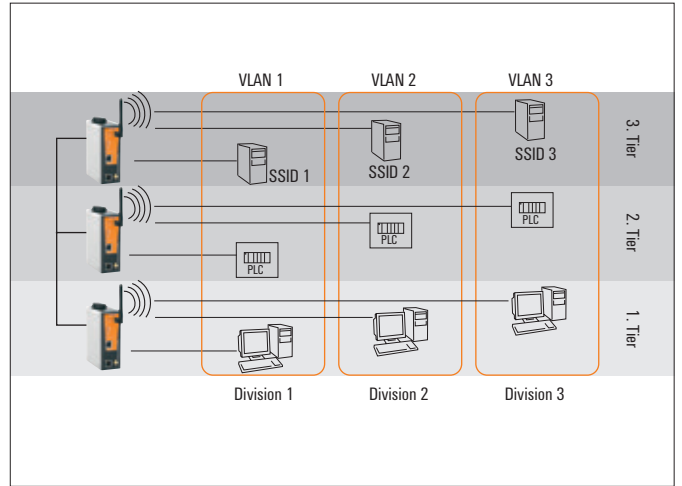 VLAN 1
VLAN 2
VLAN 3
SSID 1
SSID 2
SSID 3
3. Tier
PLC
PLC
PLC
2. Tier
1. Tier
Division 1
Division 2
Division 3